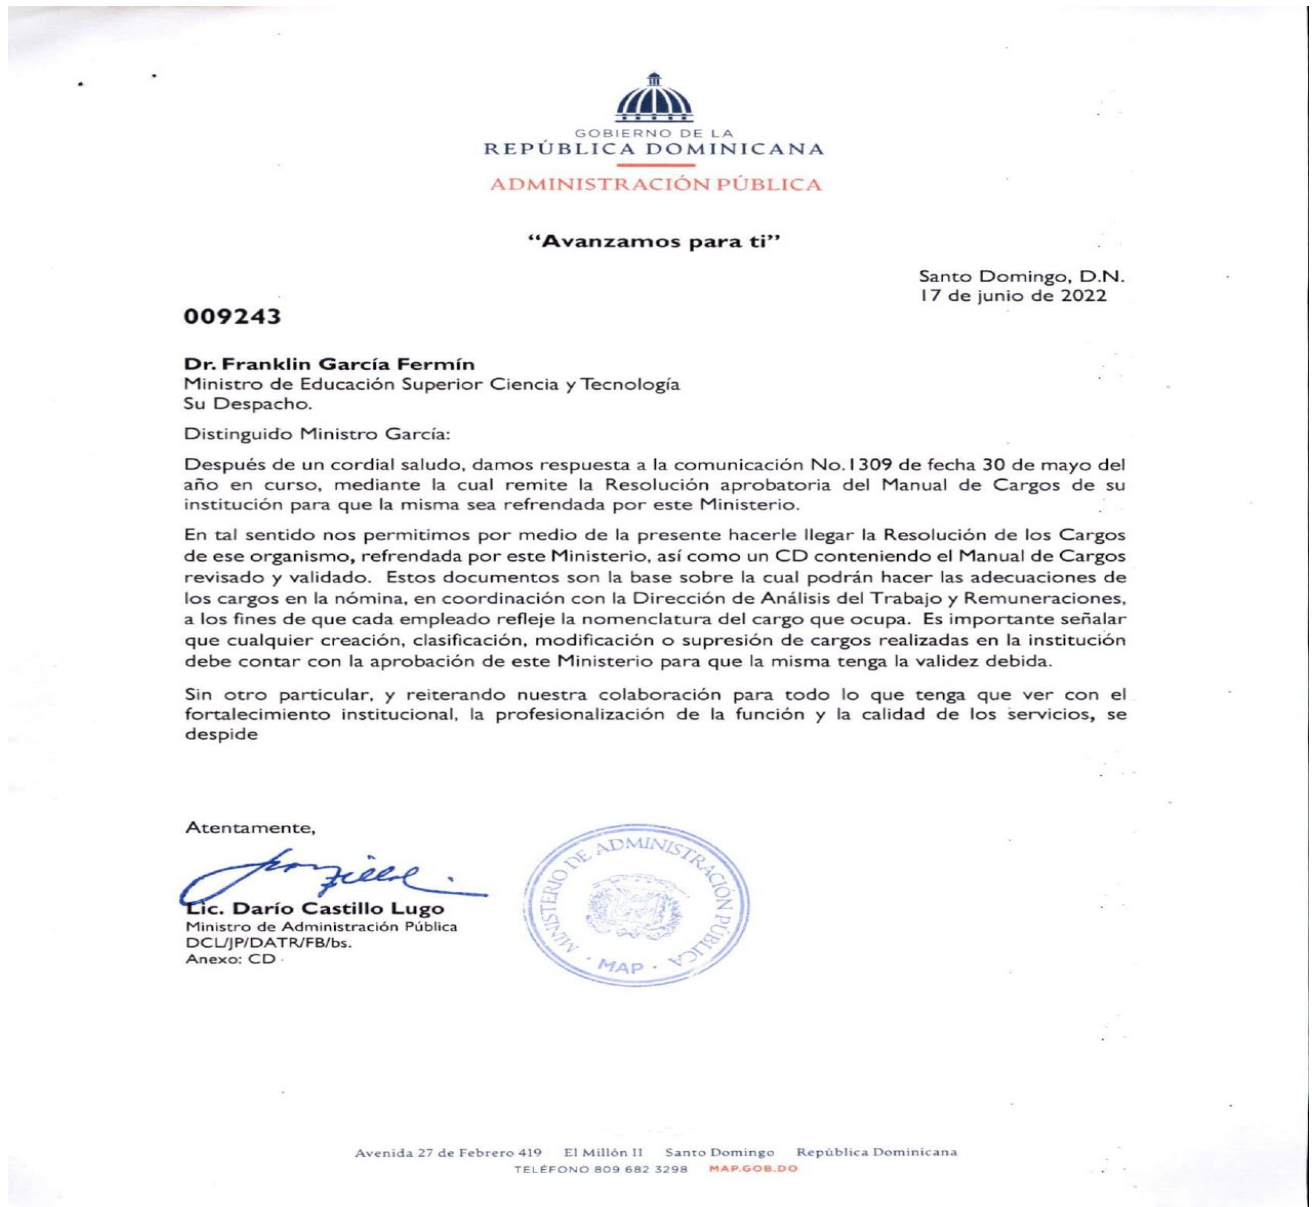 GOBIERNO DE LA
REPÚBLICA DOMINICANA
ADMINISTRACIÓN PÚBLICA
“Avanzamos para ti”
Santo Domingo, D.N.
17 de junio de 2022
009243
Dr. Franklin García Fermín
Ministro de Educación Superior Ciencia y Tecnología
Su Despacho.
Distinguido Ministro García:
Después de un cordial saludo, damos respuesta a la comunicación No.1309 de fecha 30 de mayo del
año en curso, mediante la cual remite la Resolución aprobatoria del Manual de Cargos de su
institución para que la misma sea refrendada por este Ministerio.
En tal sentido nos permitimos por medio de la presente hacerle llegar la Resolución de los Cargos
de ese organismo, refrendada por este Ministerio, así como un CD conteniendo el Manual de Cargos
revisado y validado. Estos documentos son la base sobre la cual podrán hacer las adecuaciones de
los cargos en la nómina, en coordinación con la Dirección de Análisis del Trabajo y Remuneraciones,
a los fines de que cada empleado refleje la nomenclatura del cargo que ocupa. Es importante señalar
que cualquier creación, clasificación, modificación o supresión de cargos realizadas en la institución
debe contar con la aprobación de este Ministerio para que la misma tenga la validez debida.
Sin otro particular, y reiterando nuestra colaboración para todo lo que tenga que ver con el
fortalecimiento institucional, la profesionalización de la función y la calidad de los servicios, se
despide
Atentamente,
Lic. Darío Castillo Lugo
Ministro de Administración Pública
DCL/JP/DATR/FB/bs.
Anexo: CD
MINISTERIO DE ADMINISTRACIÓN PÚBLICA
· MAP ·
Avenida 27 de Febrero 419 El Millón II Santo Domingo República Dominicana
TELÉFONO 809 682 3298 MAP.GOB.DO